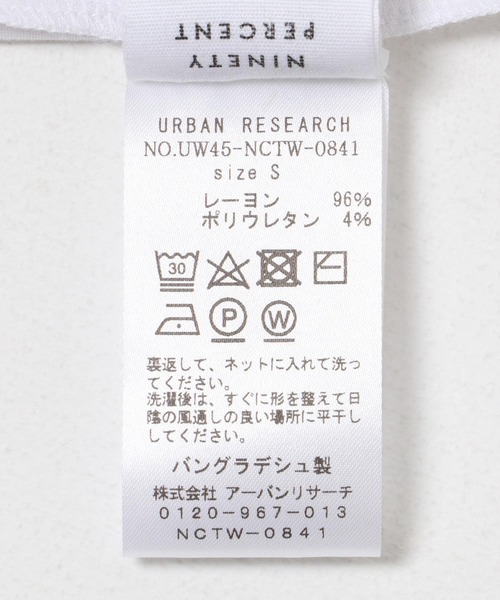 NINETY
PERCENT
URBAN RESEARCH
NO.UW45-NCTW-0841
size S
レーヨン 96%
ポリウレタン 4%
30
P W
裏返して、ネットに入れて洗っ
てください。
洗濯後は、すぐに形を整えて日
陰の風通しの良い場所に平干し
してください。
バングラデシュ製
株式会社 アーバンリサーチ
0120-967-013
NCTW-0841